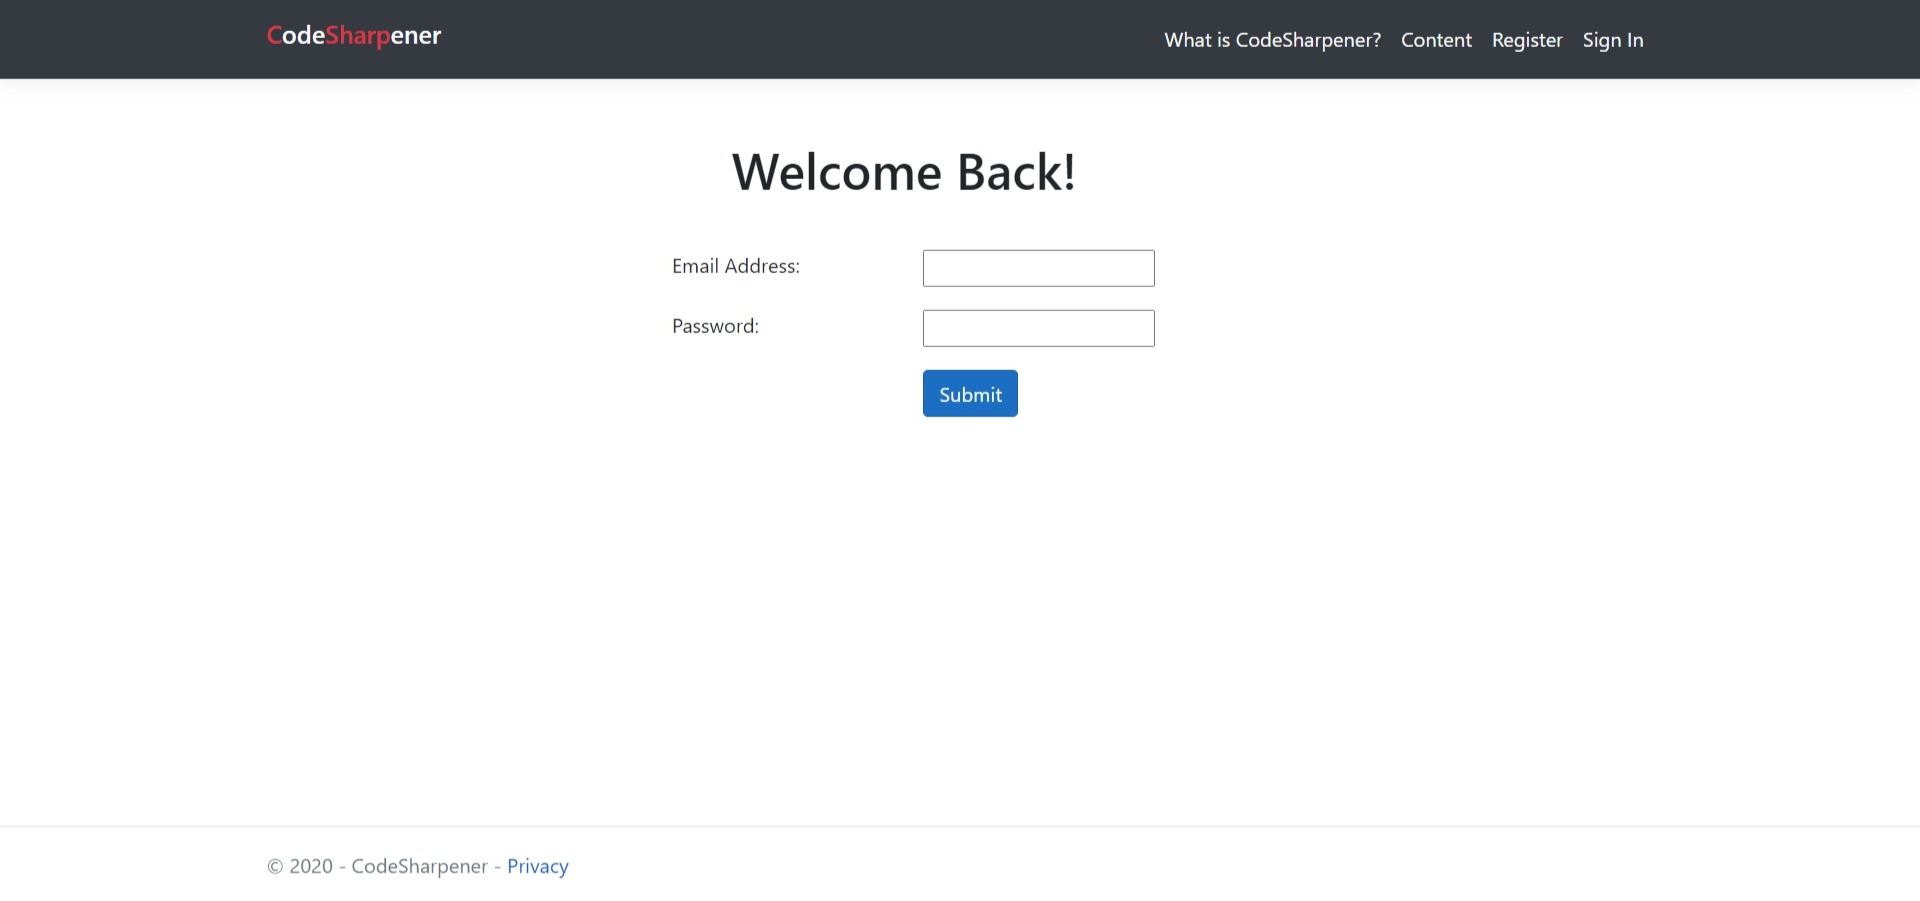 CodeSharpener
What is CodeSharpener? Content Register Sign In
Welcome Back!
Email Address:
Password:
Submit
© 2020 - CodeSharpener - Privacy